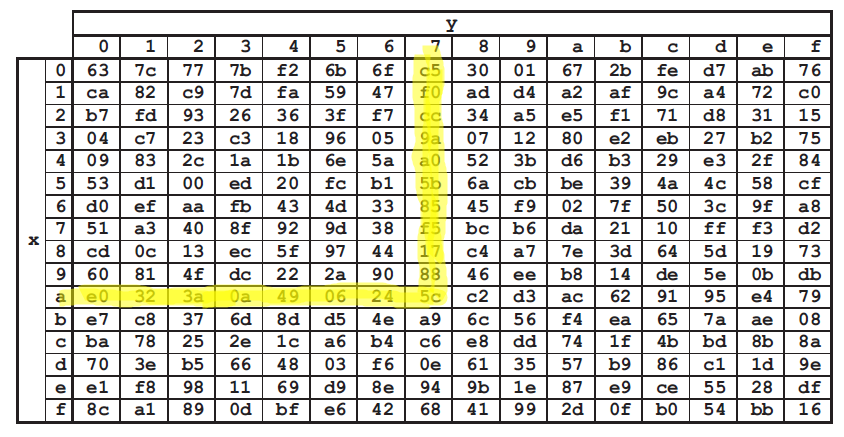 y
0 1 2 3 4 5 6 7 8 9 a b c d e f
0 63 7c 77 7b f2 6b 6f c5 30 01 67 2b fe d7 ab 76
1 ca 82 c9 7d fa 59 47 f0 ad d4 a2 af 9c a4 72 c0
2 b7 fd 93 26 36 3f f7 cc 34 a5 e5 f1 71 d8 31 15
3 04 c7 23 c3 18 96 05 9a 07 12 80 e2 eb 27 b2 75
4 09 83 2c 1a 1b 6e 5a a0 52 3b d6 b3 29 e3 2f 84
5 53 d1 00 ed 20 fc b1 5b 6a cb be 39 4a 4c 58 cf
6 d0 ef aa fb 43 4d 33 85 45 f9 02 7f 50 3c 9f a8
7 51 a3 40 8f 92 9d 38 f5 bc b6 da 21 10 ff f3 d2
x 8 cd 0c 13 ec 5f 97 44 17 c4 a7 7e 3d 64 5d 19 73
9 60 81 4f dc 22 2a 90 88 46 ee b8 14 de 5e 0b db
a e0 32 3a 0a 49 06 24 5c c2 d3 ac 62 91 95 e4 79
b e7 c8 37 6d 8d d5 4e a9 6c 56 f4 ea 65 7a ae 08
c ba 78 25 2e 1c a6 b4 c6 e8 dd 74 1f 4b bd 8b 8a
d 70 3e b5 66 48 03 f6 0e 61 35 57 b9 86 c1 1d 9e
e e1 f8 98 11 69 d9 8e 94 9b 1e 87 e9 ce 55 28 df
f 8c a1 89 0d bf e6 42 68 41 99 2d 0f b0 54 bb 16